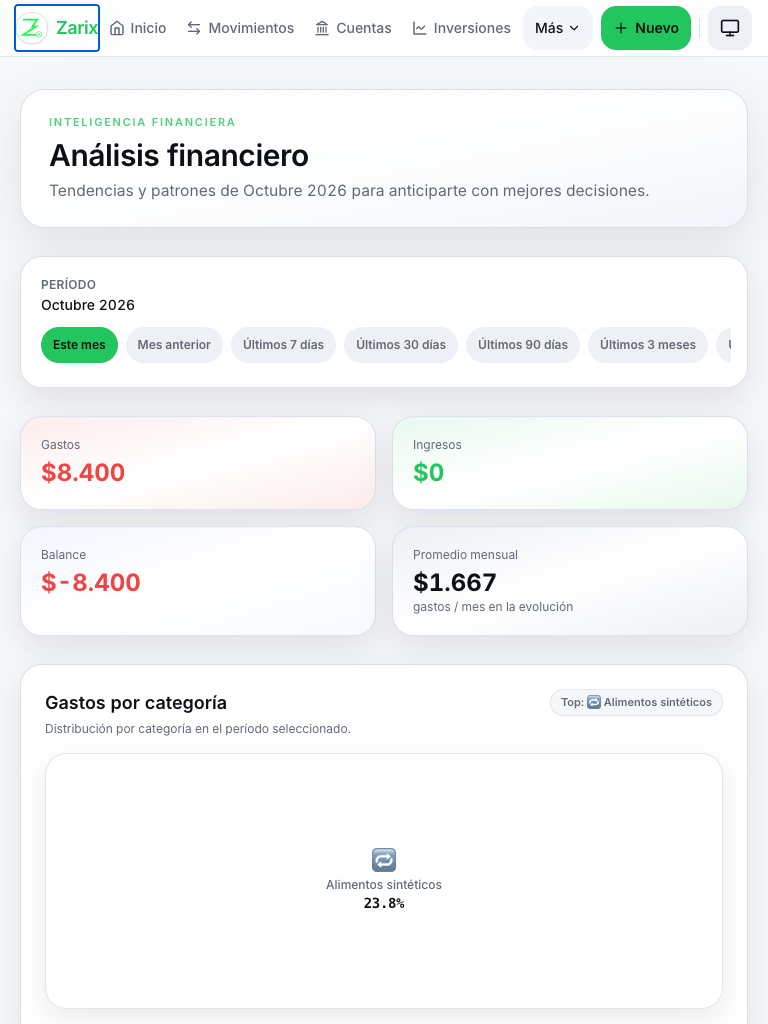 Zarix
Inicio
Movimientos
Cuentas
Inversiones
Más
Nuevo
INTELIGENCIA FINANCIERA
Análisis financiero
Tendencias y patrones de Octubre 2026 para anticiparte con mejores decisiones.
PERÍODO
Octubre 2026
Este mes
Mes anterior
Últimos 7 días
Últimos 30 días
Últimos 90 días
Últimos 3 meses
Gastos
$8.400
Ingresos
$0
Balance
$-8.400
Promedio mensual
$1.667
gastos / mes en la evolución
Gastos por categoría
Top: 🔁 Alimentos sintéticos
Distribución por categoría en el período seleccionado.
Alimentos sintéticos
23.8%